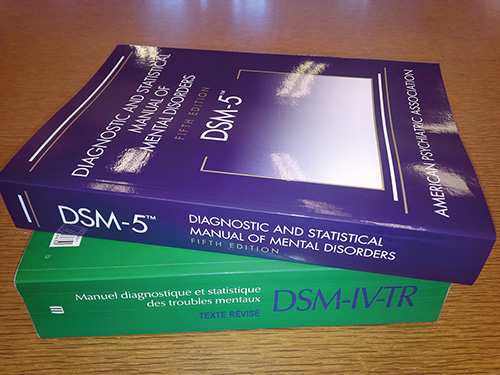 DIAGNOSTIC AND STATISTICAL
MANUAL OF
MENTAL DISORDERS
FIFTH EDITION
DSM-5™
AMERICAN PSYCHIATRIC ASSOCIATION
DSM-5™
DIAGNOSTIC AND STATISTICAL
MANUAL OF MENTAL DISORDERS
FIFTH EDITION
Manuel diagnostique et statistique
des troubles mentaux
TEXTE RÉVISÉ
DSM-IV-TR